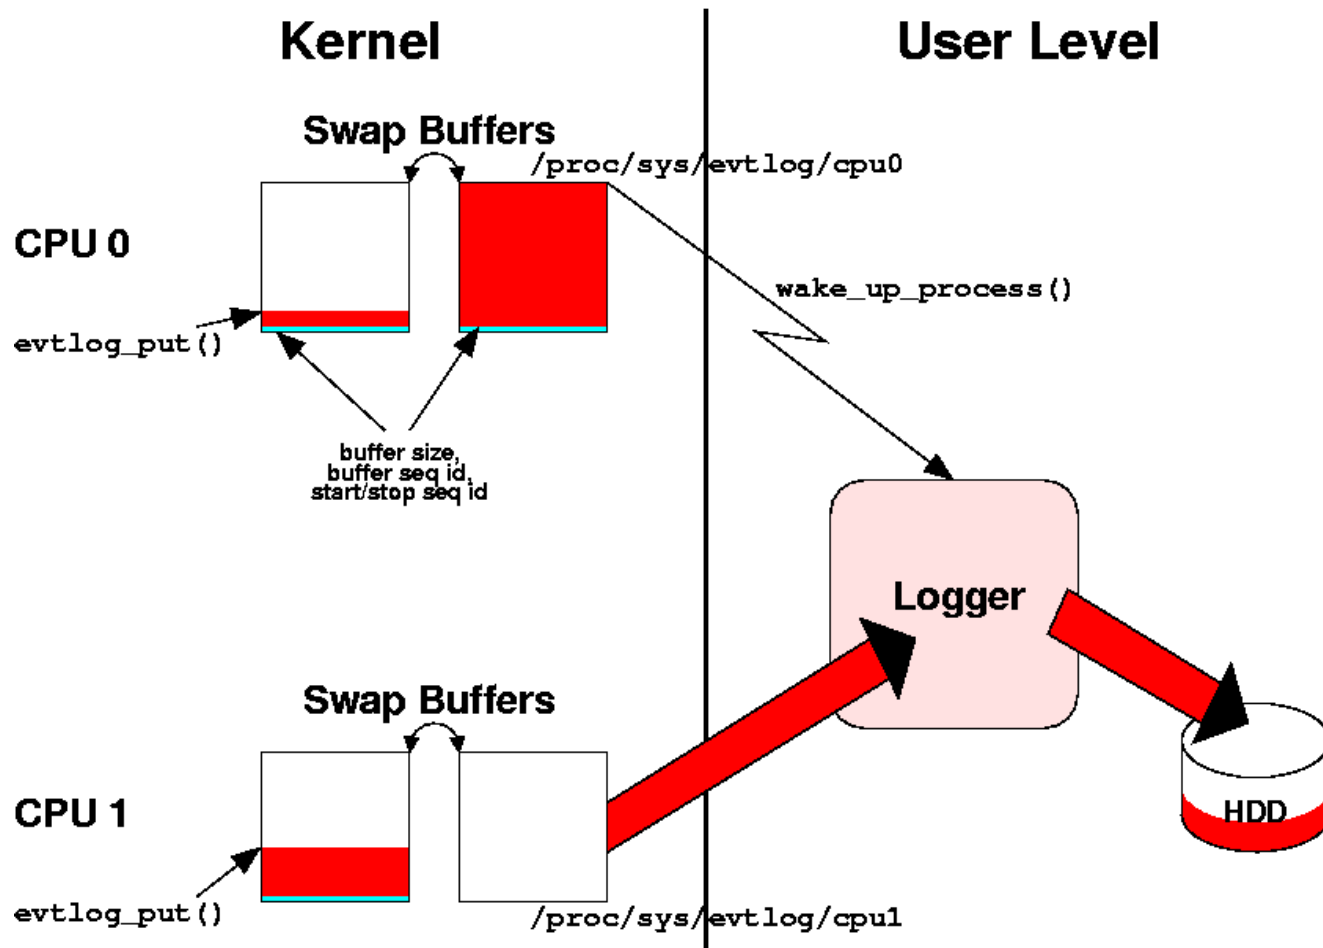 Kernel
User Level
Swap Buffers
/proc/sys/evtlog/cpu0
CPU 0
wake_up_process()
evtlog_put()
buffer size,
buffer seq id,
start/stop seq id
Logger
Swap Buffers
CPU 1
HDD
evtlog_put()
/proc/sys/evtlog/cpu1